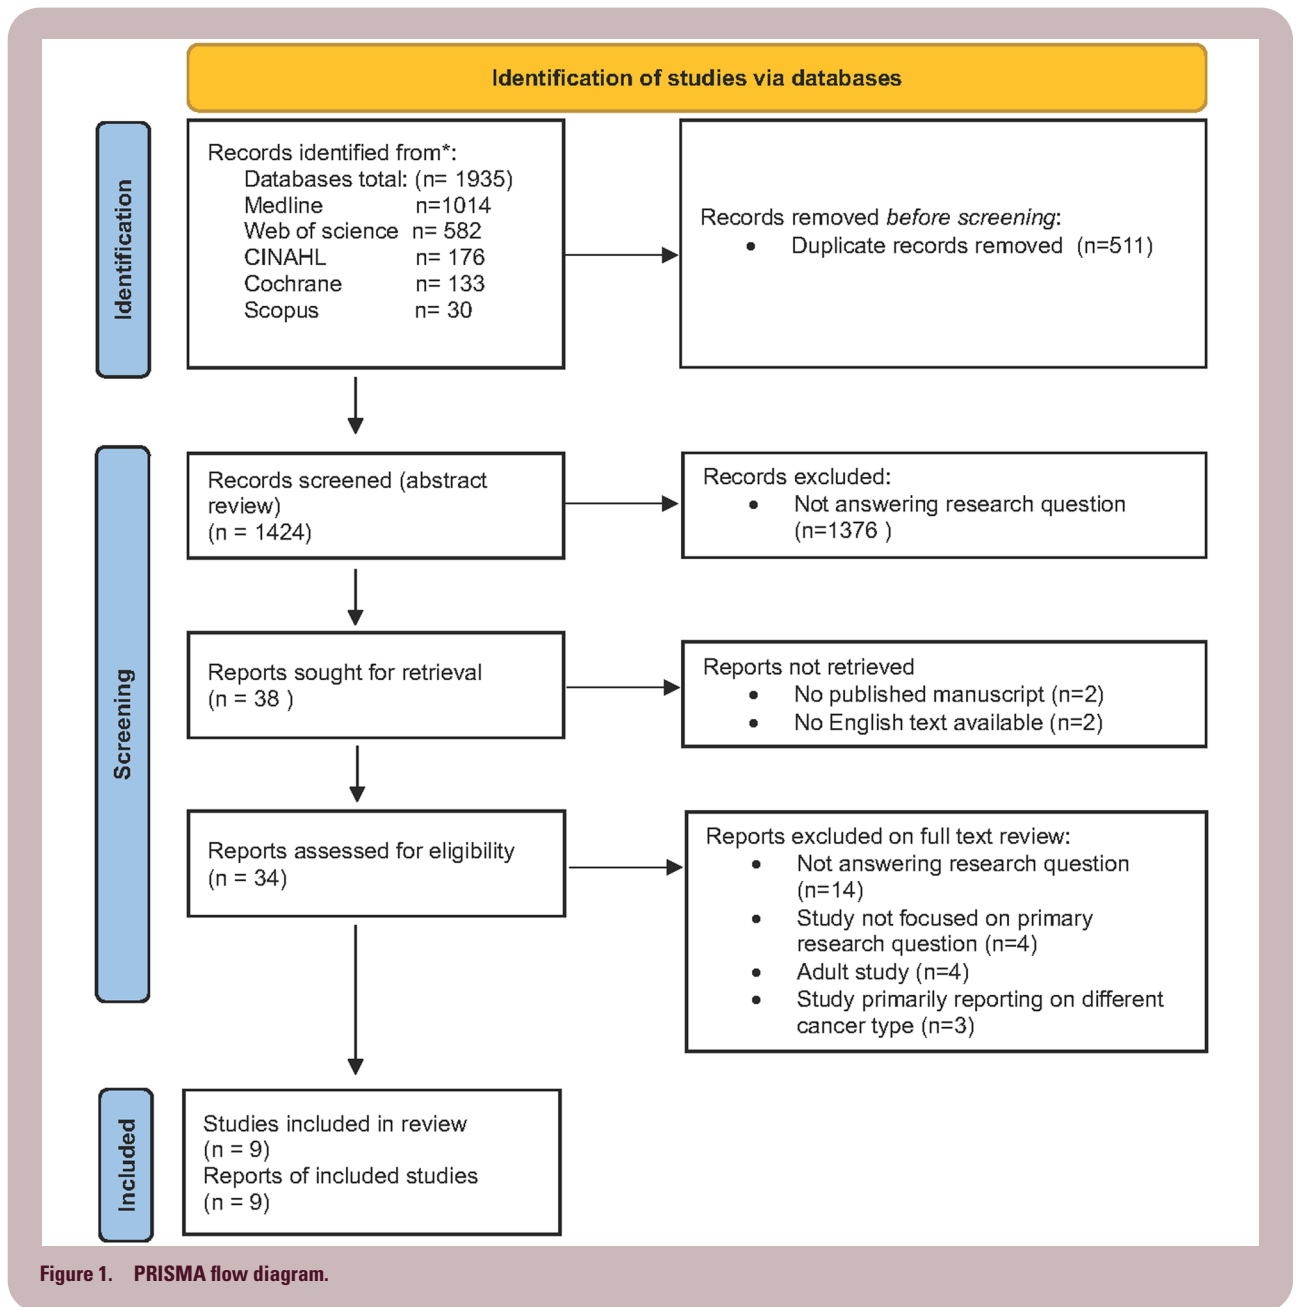 Identification of studies via databases
Identification
Records identified from*:
Databases total: (n= 1935)
Medline n=1014
Web of science n= 582
CINAHL n= 176
Cochrane n= 133
Scopus n= 30
Records removed before screening:
• Duplicate records removed (n=511)
Screening
Records screened (abstract
review)
(n = 1424)
Records excluded:
• Not answering research question
(n=1376 )
Reports sought for retrieval
(n = 38 )
Reports not retrieved
• No published manuscript (n=2)
• No English text available (n=2)
Reports assessed for eligibility
(n = 34)
Reports excluded on full text review:
• Not answering research question
(n=14)
• Study not focused on primary
research question (n=4)
• Adult study (n=4)
• Study primarily reporting on different
cancer type (n=3)
Included
Studies included in review
(n = 9)
Reports of included studies
(n = 9)
Figure 1. PRISMA flow diagram.